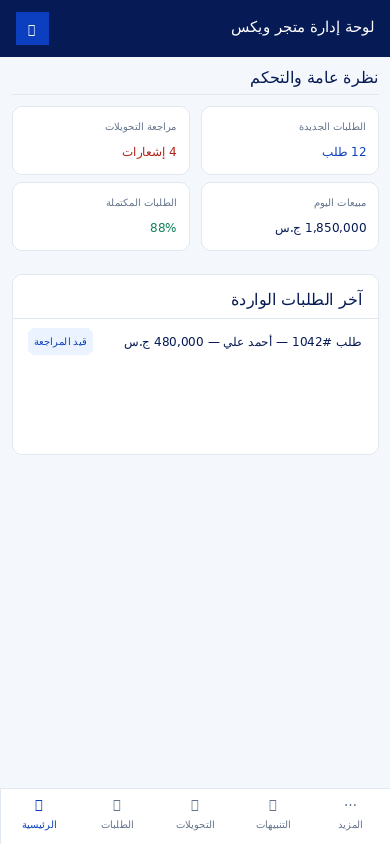 لوحة إدارة متجر ويكس
نظرة عامة والتحكم
الطلبات الجديدة
12 طلب
مراجعة التحويلات
4 إشعارات
مبيعات اليوم
1,850,000 ج.س
الطلبات المكتملة
88%
آخر الطلبات الواردة
طلب #1042 — أحمد علي — 480,000 ج.س
قيد المراجعة
الرئيسية
الطلبات
التحويلات
التنبيهات
المزيد